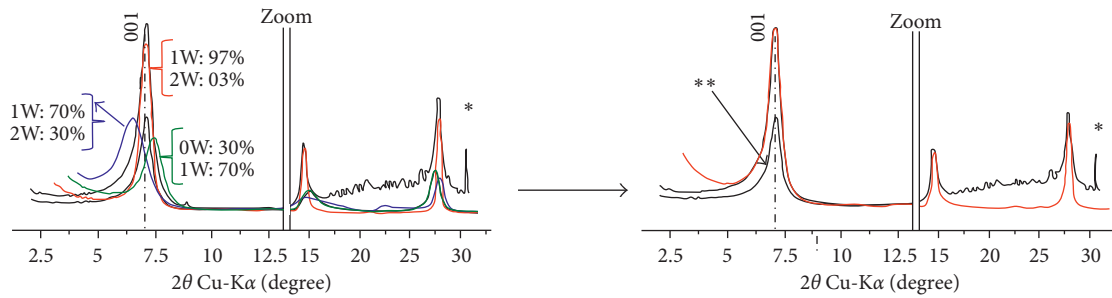 Zoom
001
1W: 97%
2W: 03%
1W: 70%
2W: 30%
0W: 30%
1W: 70%
*
2.5 5 7.5 10 12.5 15 20 25 30
2θ Cu-Kα (degree)
Zoom
001
**
*
2.5 5 7.5 10 12.5 15 20 25 30
2θ Cu-Kα (degree)